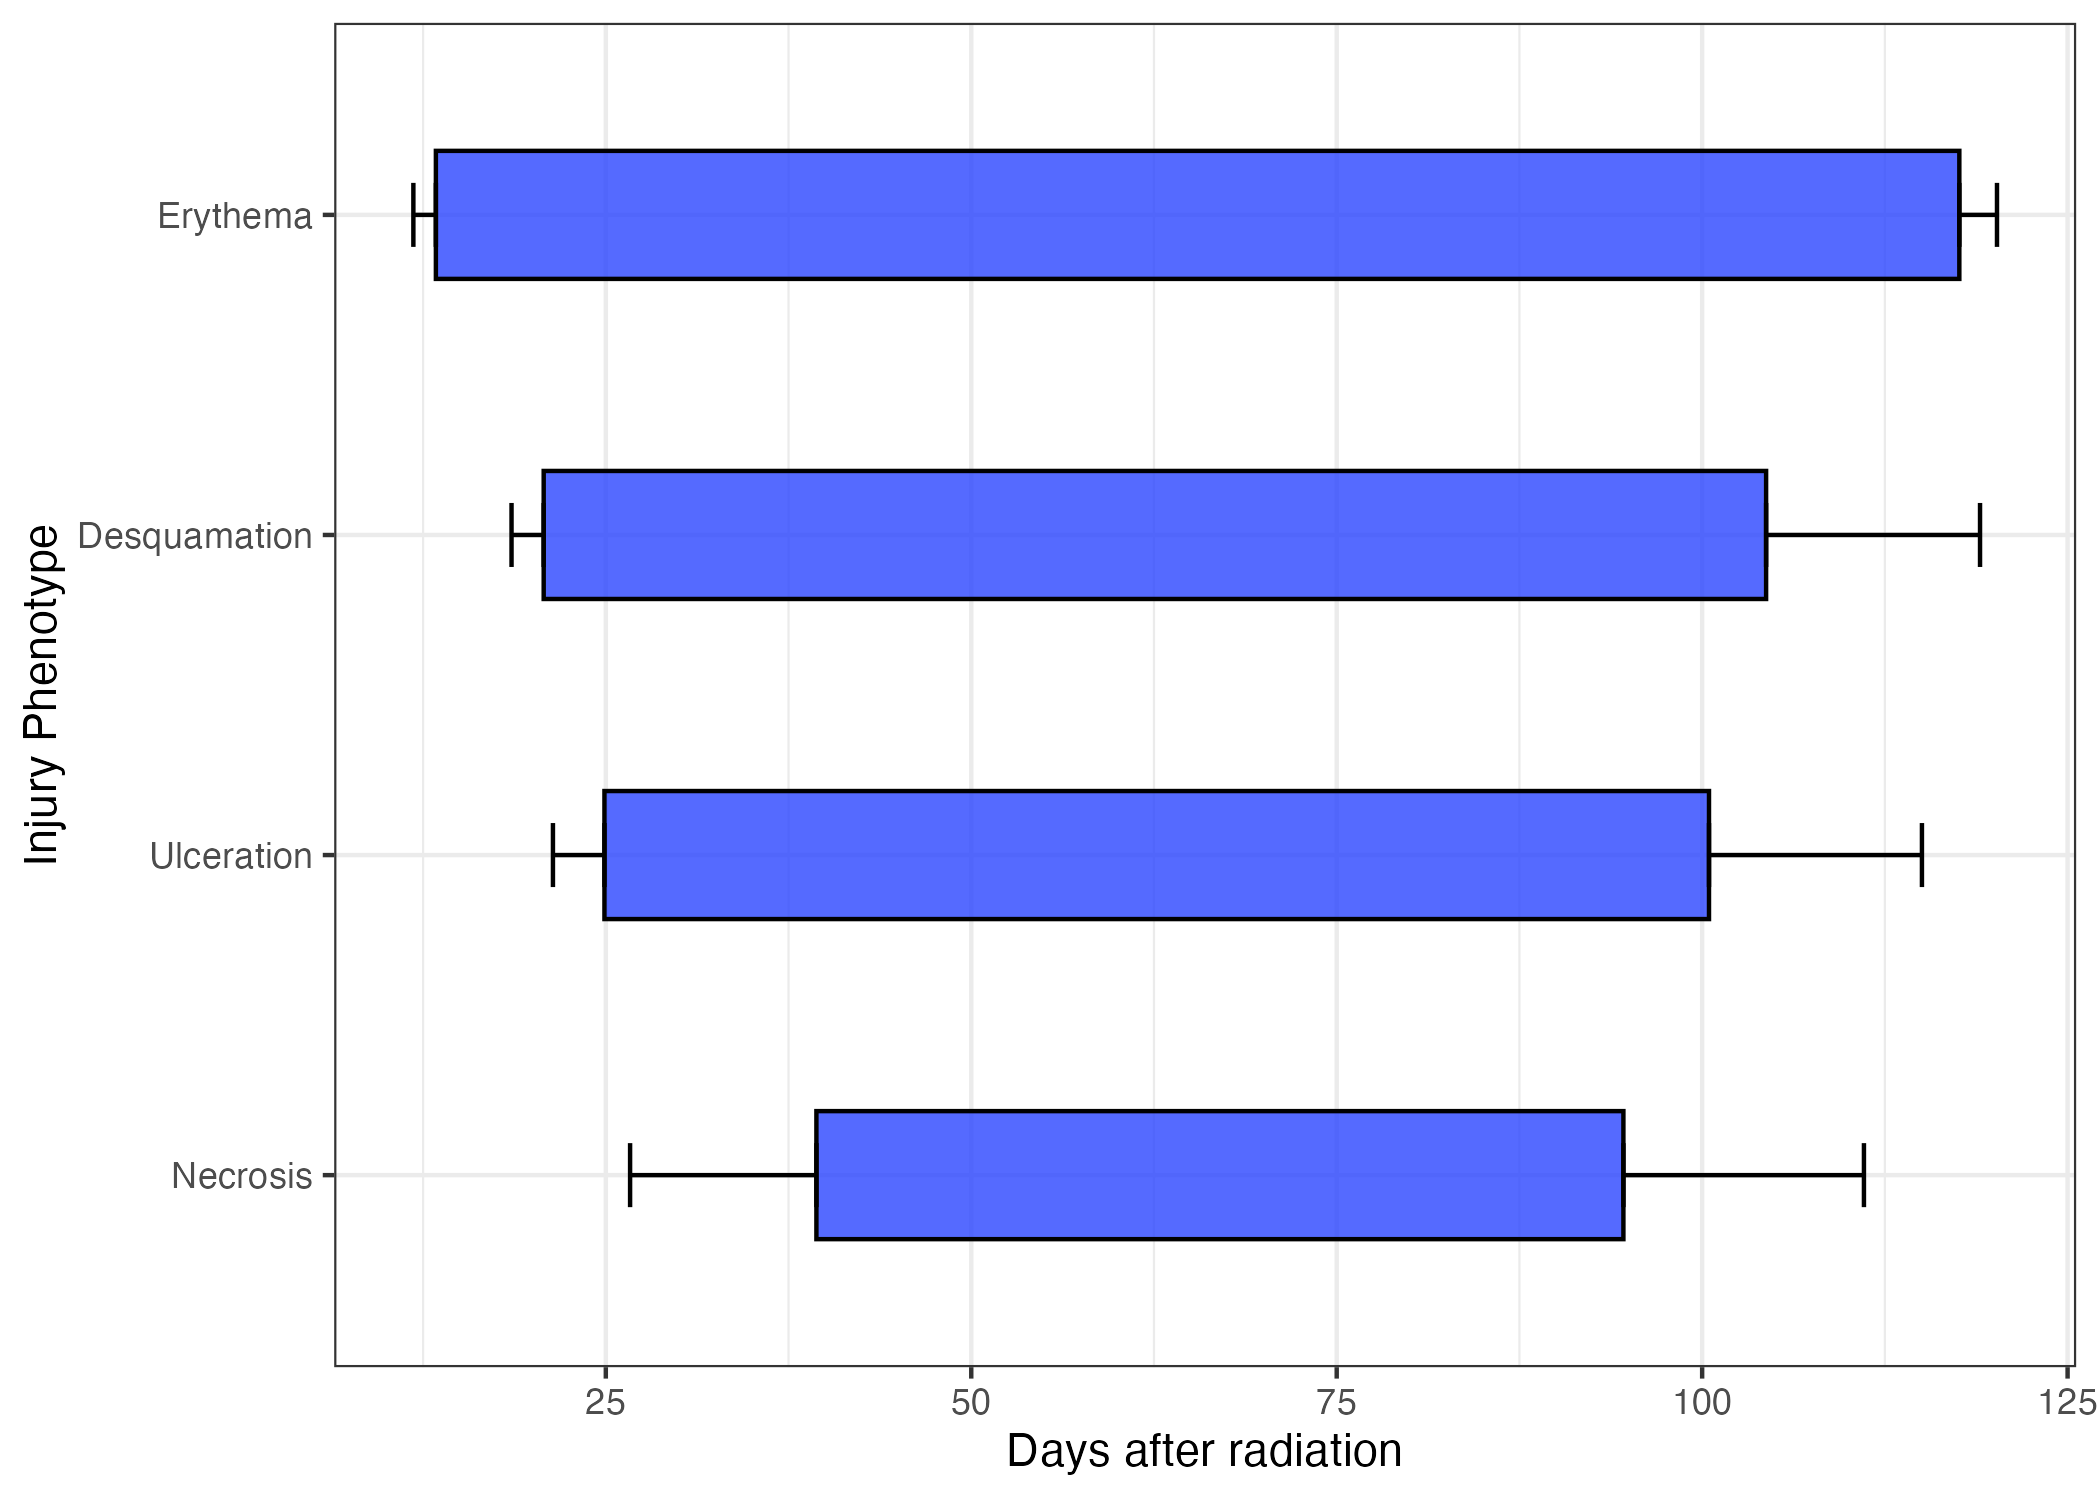 Injury Phenotype
Erythema
Desquamation
Ulceration
Necrosis
25 50 75 100 125
Days after radiation